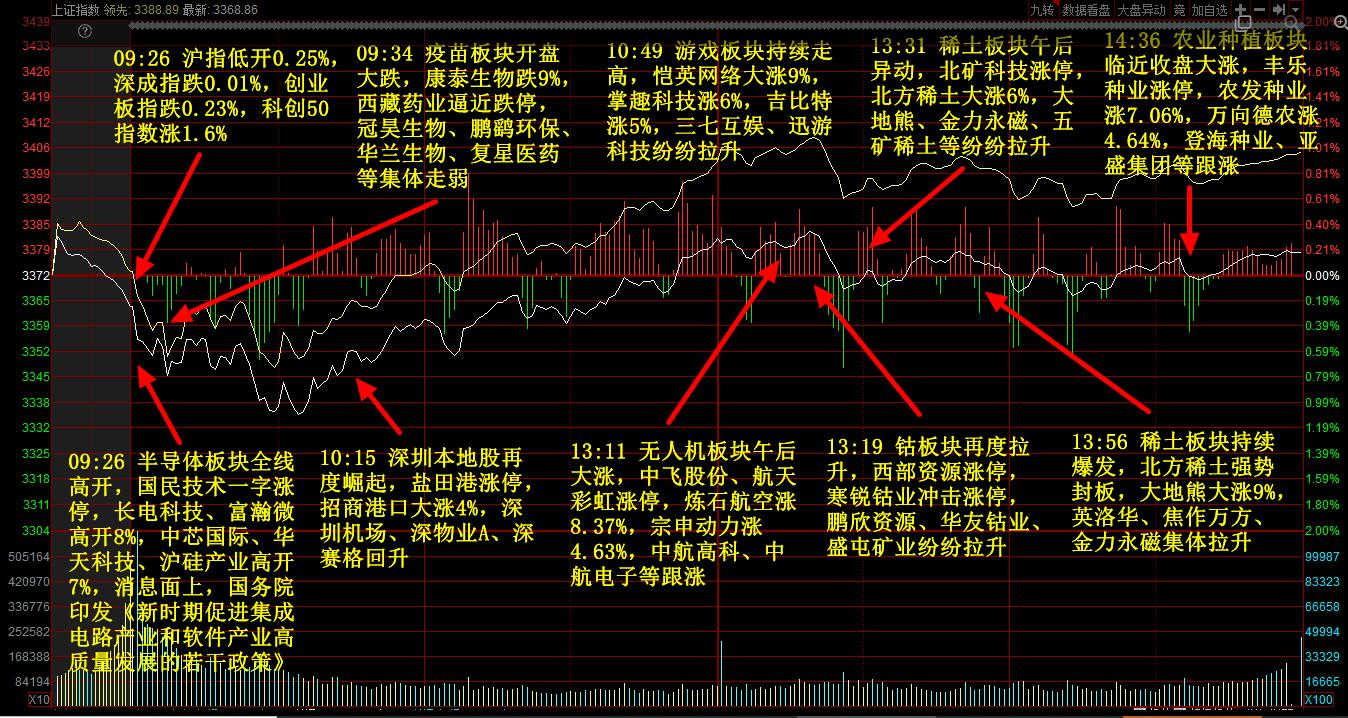 上证指数 领先: 3388.89 最新: 3368.86
九转 数据看盘 大盘异动 竞 加自选
09:26 沪指低开0.25%，
深成指跌0.01%，创业
板指跌0.23%，科创50
指数涨1.6%
09:34 疫苗板块开盘
大跌，康泰生物跌9%，
西藏药业逼近跌停，
冠昊生物、鹏鹞环保、
华兰生物、复星医药
等集体走弱
10:49 游戏板块持续走
高，恺英网络大涨9%，
掌趣科技涨6%，吉比特
涨5%，三七互娱、迅游
科技纷纷拉升
13:31 稀土板块午后
异动，北矿科技涨停，
北方稀土大涨6%，大
地熊、金力永磁、五
矿稀土等纷纷拉升
14:36 农业种植板块
临近收盘大涨，丰乐
种业涨停，农发种业
涨7.06%，万向德农涨
4.64%，登海种业、亚
盛集团等跟涨
09:26 半导体板块全线
高开，国民技术一字涨
停，长电科技、富瀚微
高开8%，中芯国际、华
天科技、沪硅产业高开
7%，消息面上，国务院
印发《新时期促进集成
电路产业和软件产业高
质量发展的若干政策》
10:15 深圳本地股再
度崛起，盐田港涨停，
招商港口大涨4%，深
圳机场、深物业A、深
赛格回升
13:11 无人机板块午后
大涨，中飞股份、航天
彩虹涨停，炼石航空涨
8.37%，宗申动力涨
4.63%，中航高科、中
航电子等跟涨
13:19 钴板块再度拉
升，西部资源涨停，
寒锐钴业冲击涨停，
鹏欣资源、华友钴业、
盛屯矿业纷纷拉升
13:56 稀土板块持续
爆发，北方稀土强势
封板，大地熊大涨9%，
英洛华、焦作万方、
金力永磁集体拉升
3439
3433
3426
3419
3412
3406
3399
3392
3385
3379
3372
3365
3359
3352
3345
3338
3332
3325
3318
3311
3304
505164
420970
336776
252582
168388
84194
X10
2.00%
1.81%
1.61%
1.41%
1.21%
1.01%
0.81%
0.61%
0.40%
0.21%
0.00%
0.19%
0.39%
0.59%
0.79%
0.99%
1.19%
1.39%
1.59%
1.80%
2.00%
99987
83323
66658
49994
33329
16665
X100